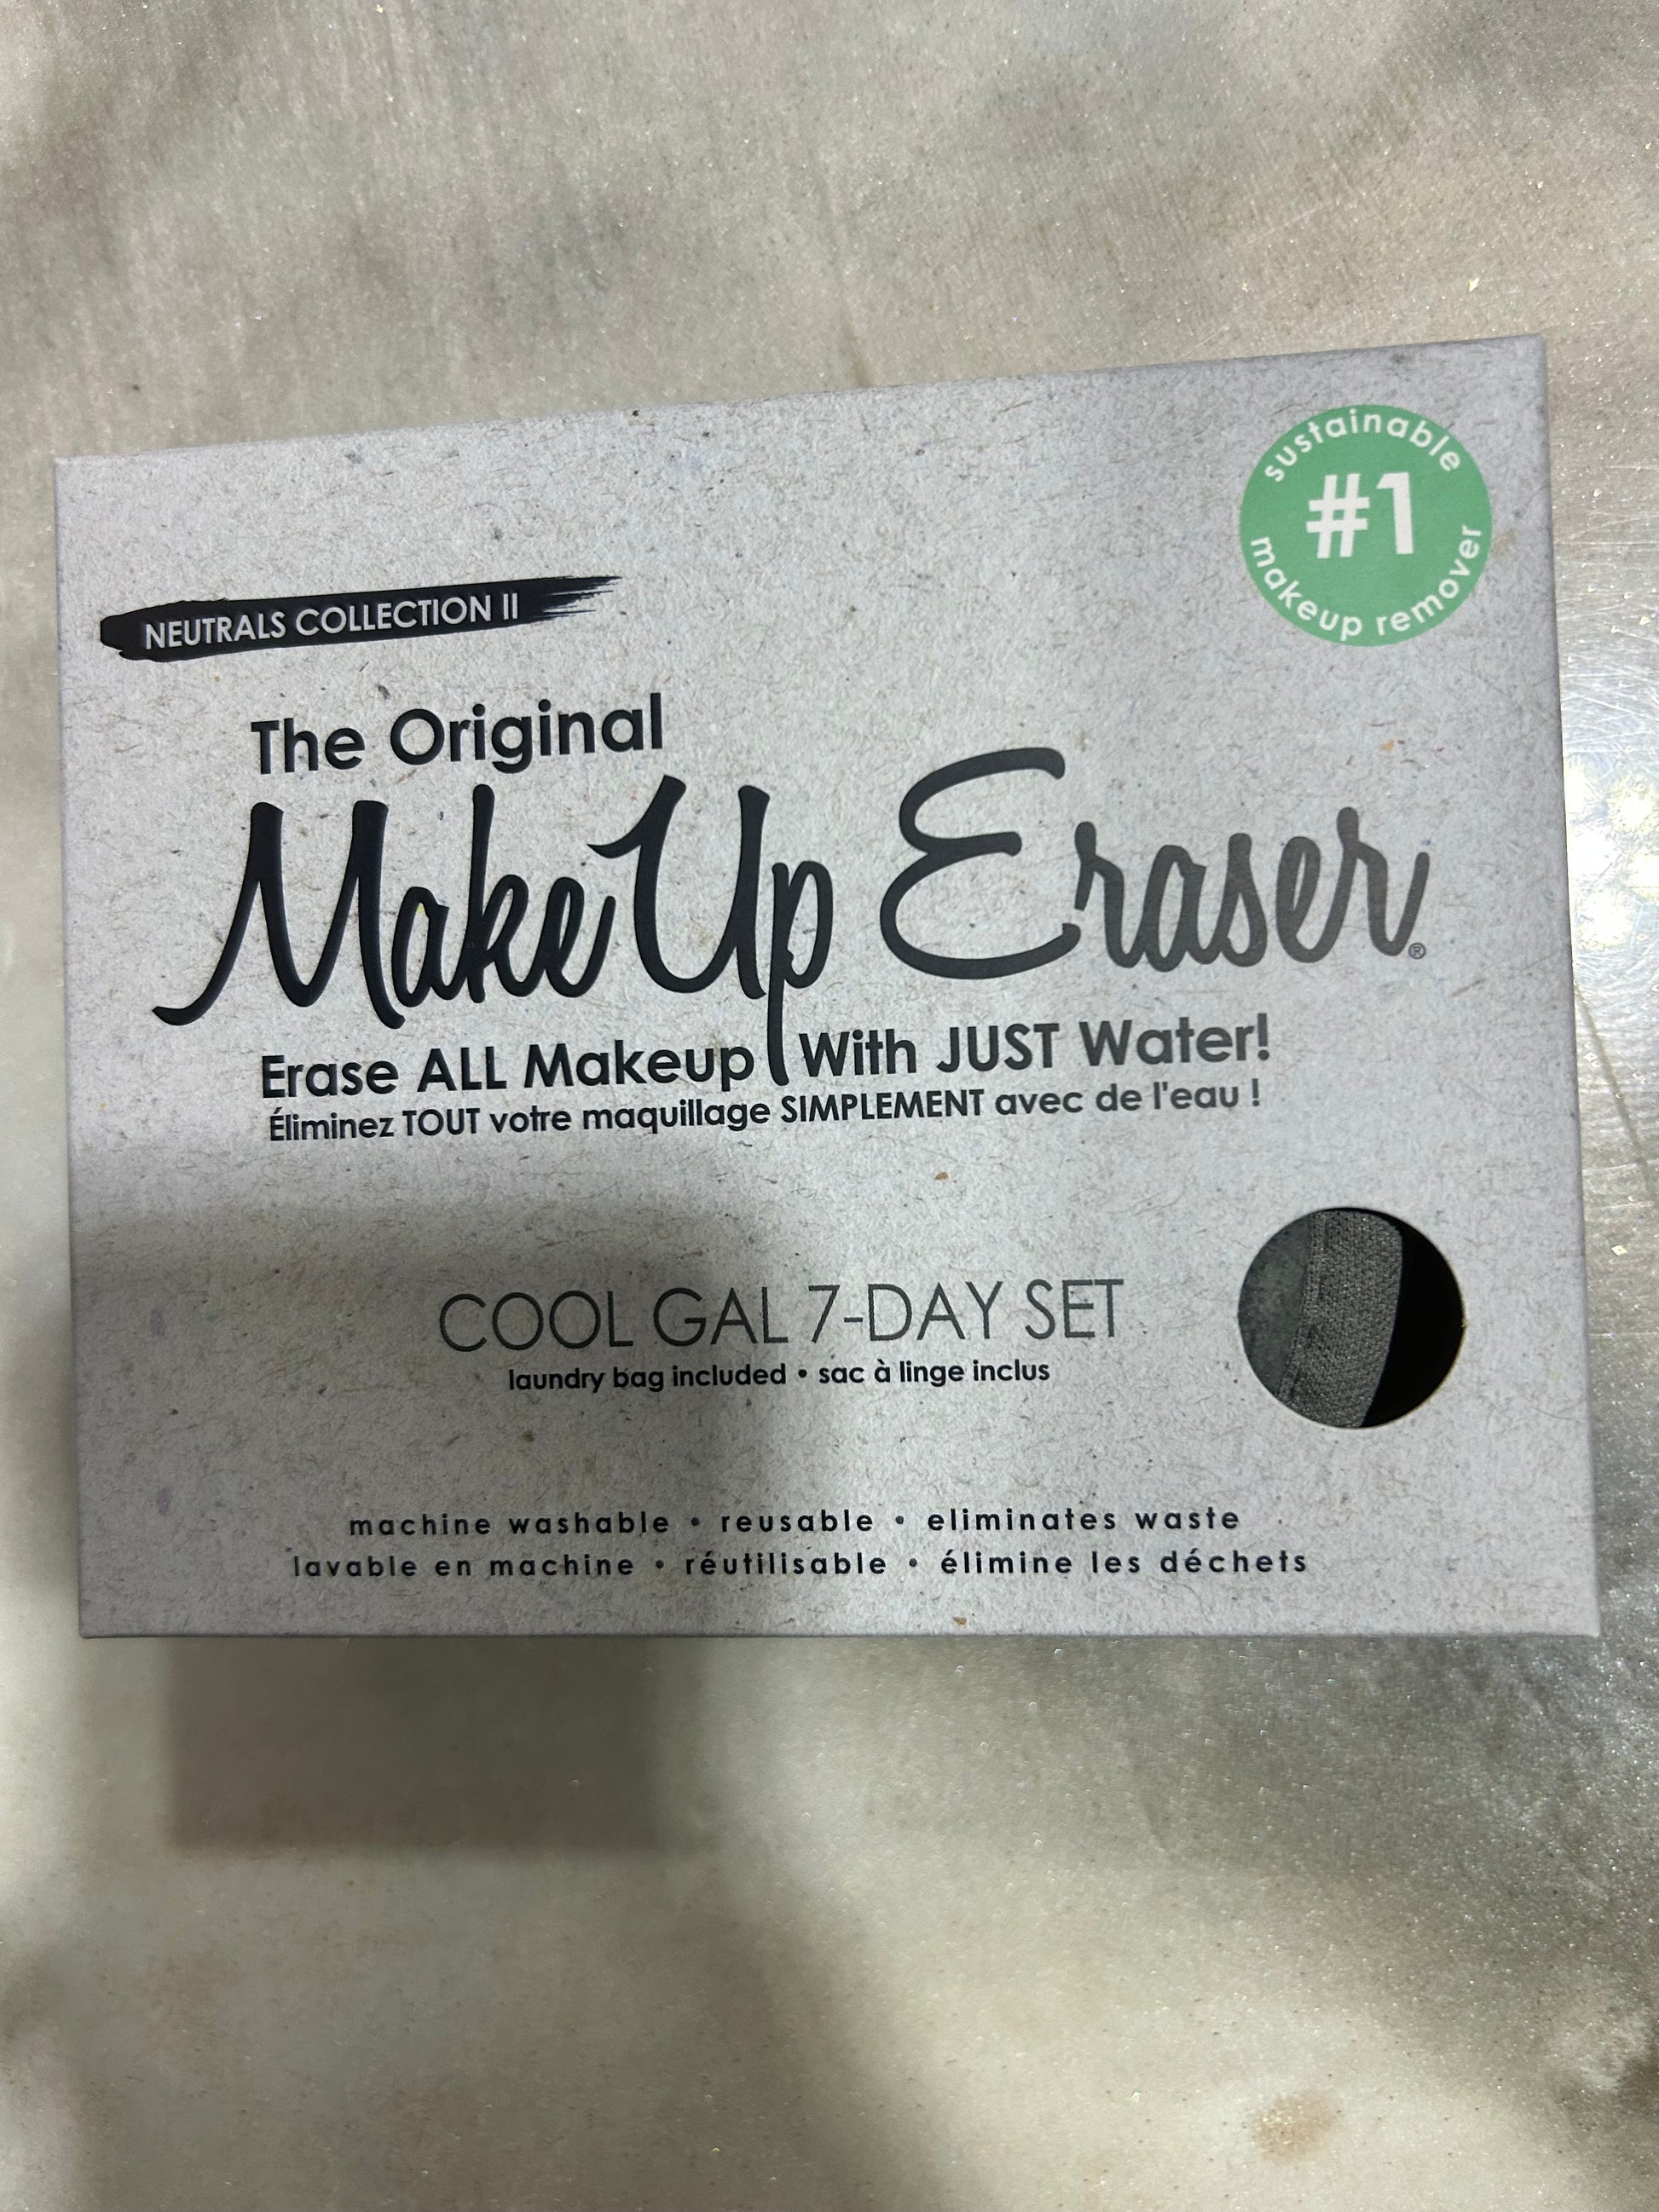 sustainable
#1
makeup remover
NEUTRALS COLLECTION II
The Original
MakeUp Eraser®
Erase ALL Makeup With JUST Water!
Éliminez TOUT votre maquillage SIMPLEMENT avec de l'eau !
COOL GAL 7-DAY SET
laundry bag included • sac à linge inclus
machine washable • reusable • eliminates waste
lavable en machine • réutilisable • élimine les déchets